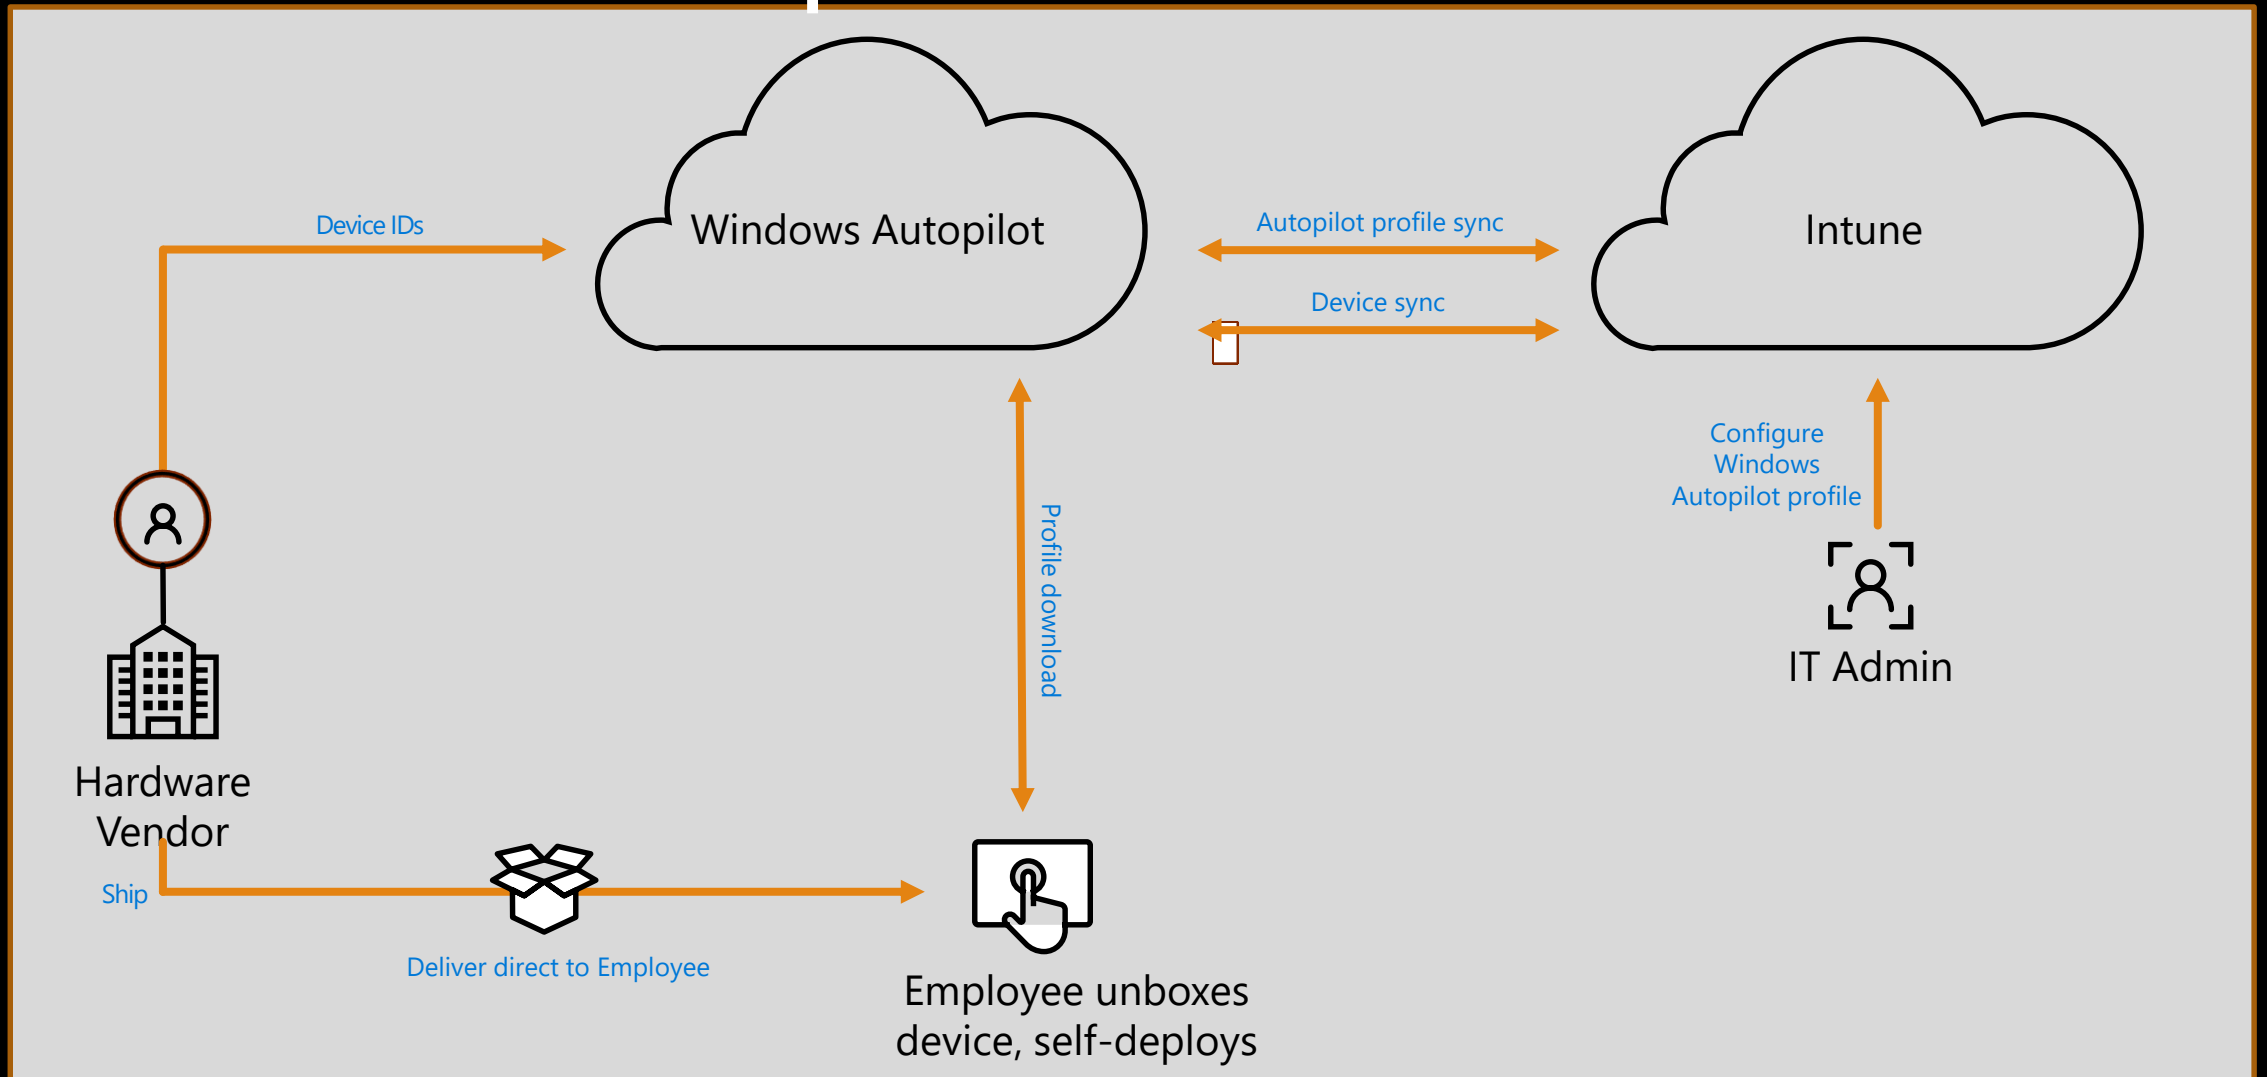 Windows Autopilot
Intune
Device IDs
Autopilot profile sync
Device sync
Configure
Windows
Autopilot profile
Profile download
IT Admin
Hardware
Vendor
Ship
Deliver direct to Employee
Employee unboxes
device, self-deploys